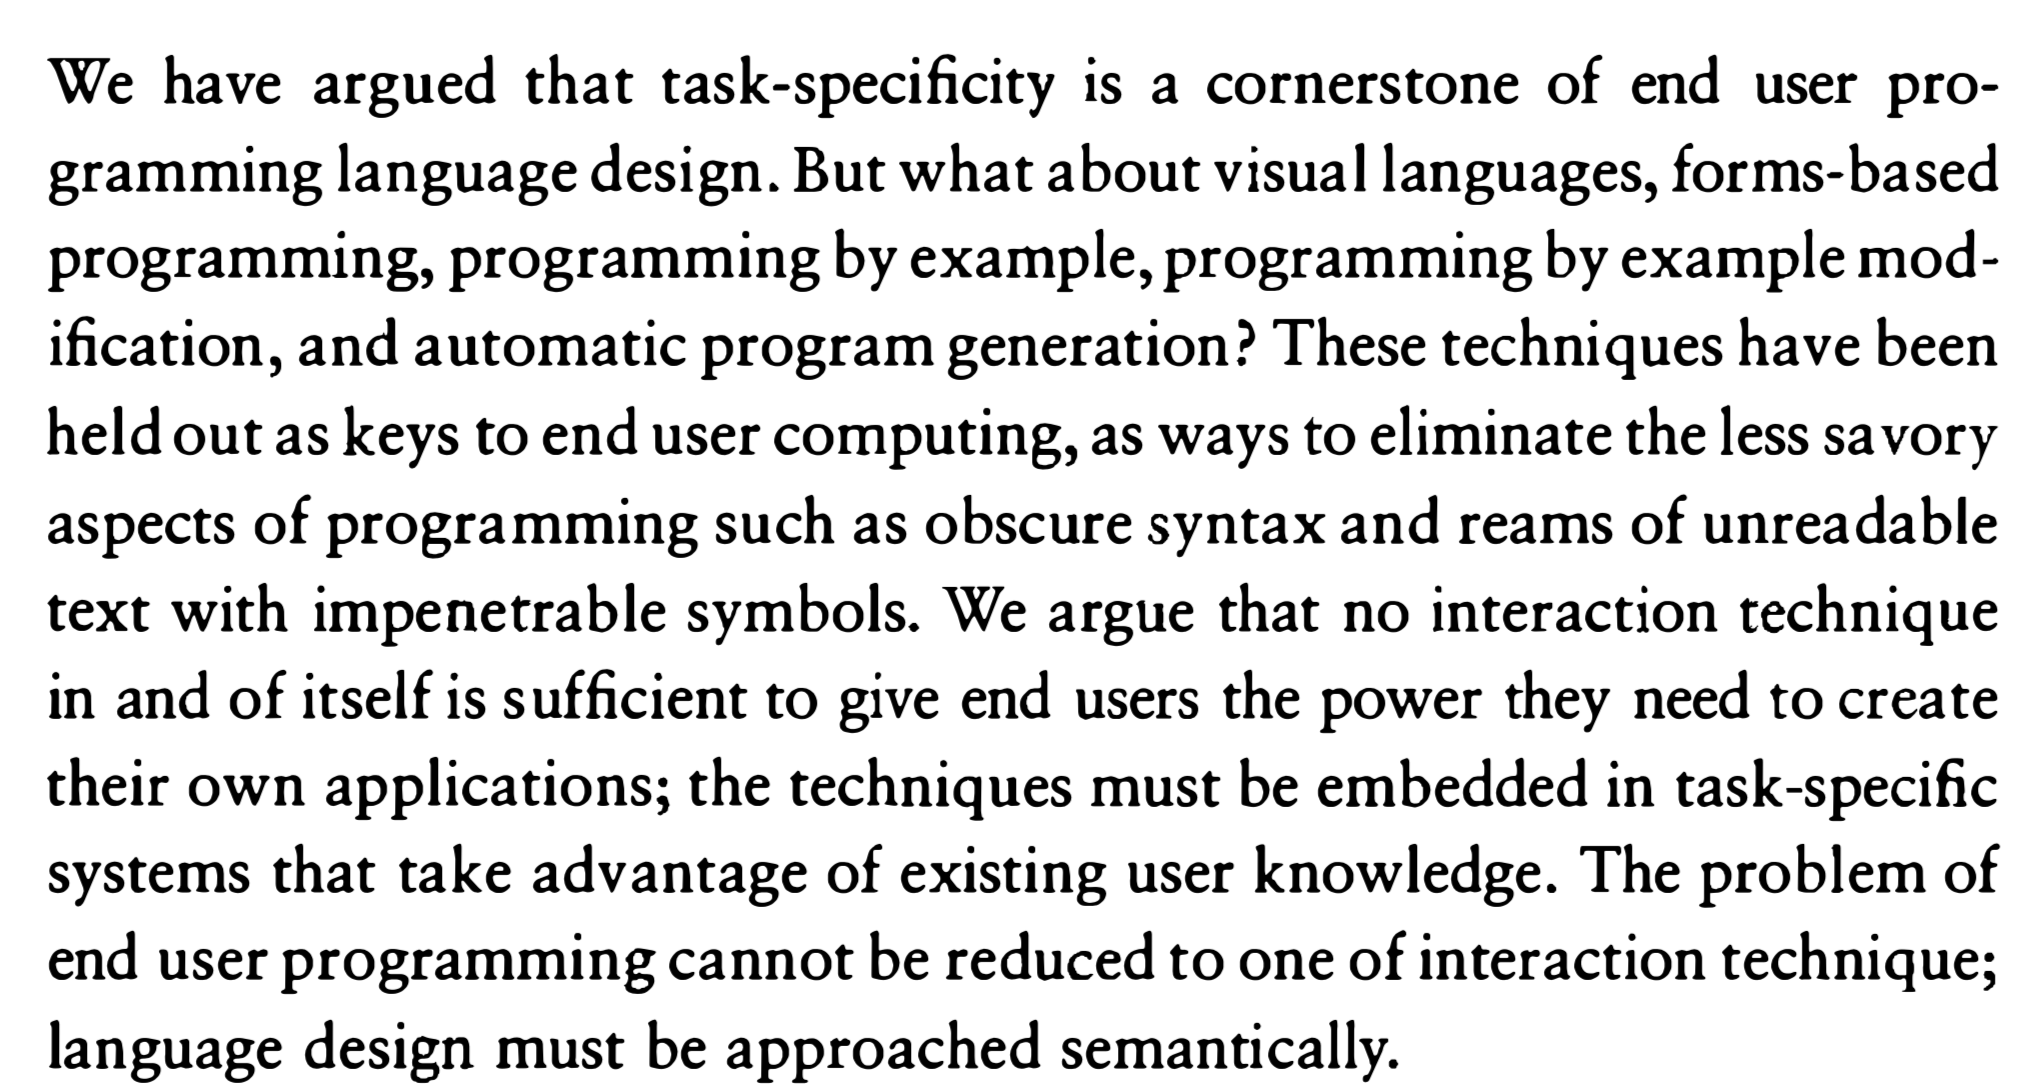 We have argued that task-specificity is a cornerstone of end user pro-
gramming language design. But what about visual languages, forms-based
programming, programming by example, programming by example mod-
ification, and automatic program generation? These techniques have been
held out as keys to end user computing, as ways to eliminate the less savory
aspects of programming such as obscure syntax and reams of unreadable
text with impenetrable symbols. We argue that no interaction technique
in and of itself is sufficient to give end users the power they need to create
their own applications; the techniques must be embedded in task-specific
systems that take advantage of existing user knowledge. The problem of
end user programming cannot be reduced to one of interaction technique;
language design must be approached semantically.